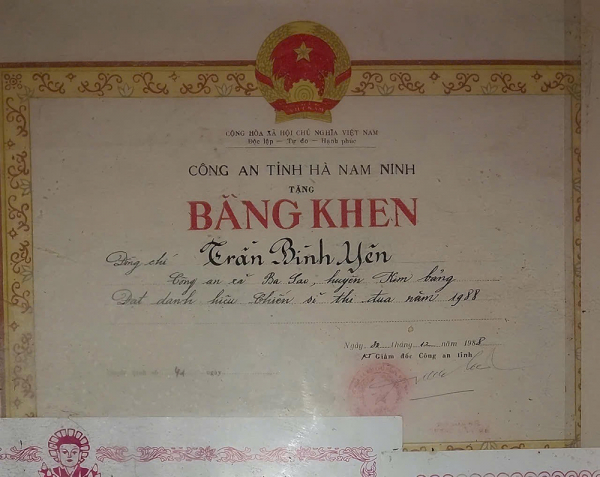 CỘNG HÒA XÃ HỘI CHỦ NGHĨA VIỆT NAM
Độc lập — Tự do — Hạnh phúc
CÔNG AN TỈNH HÀ NAM NINH
TẶNG
BẰNG KHEN
Đồng chí Trần Bình Yên
Công an xã Ba Sao, huyện Kim bảng
Đạt danh hiệu Chiến sĩ thi đua năm 1988
Ngày, tháng 12 năm 1988
Giám đốc Công an tỉnh